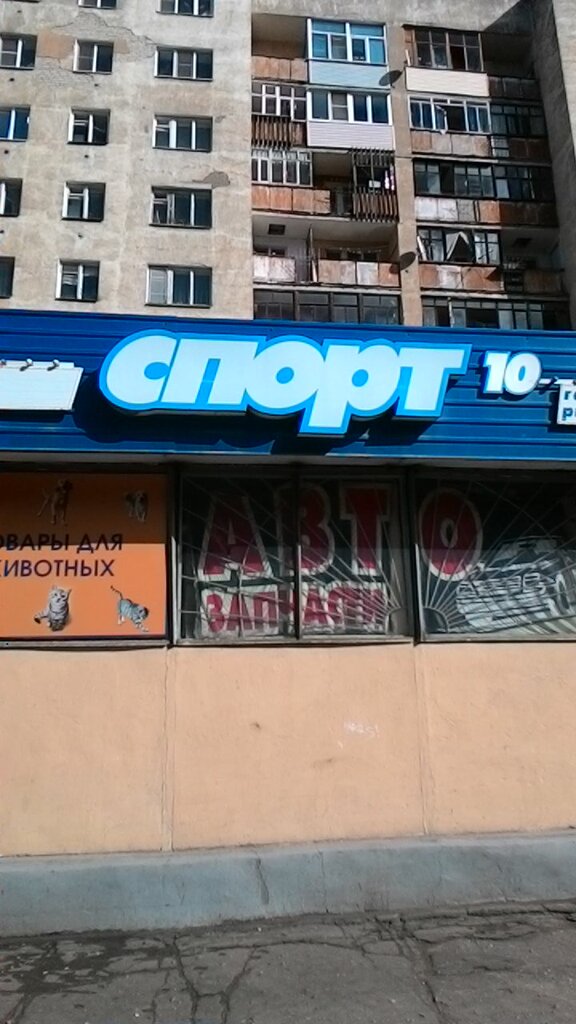 СПОРТ 10-
ОВАРЫ ДЛЯ
ИВОТНЫХ
АВТО
ЗАПЧАСТИ